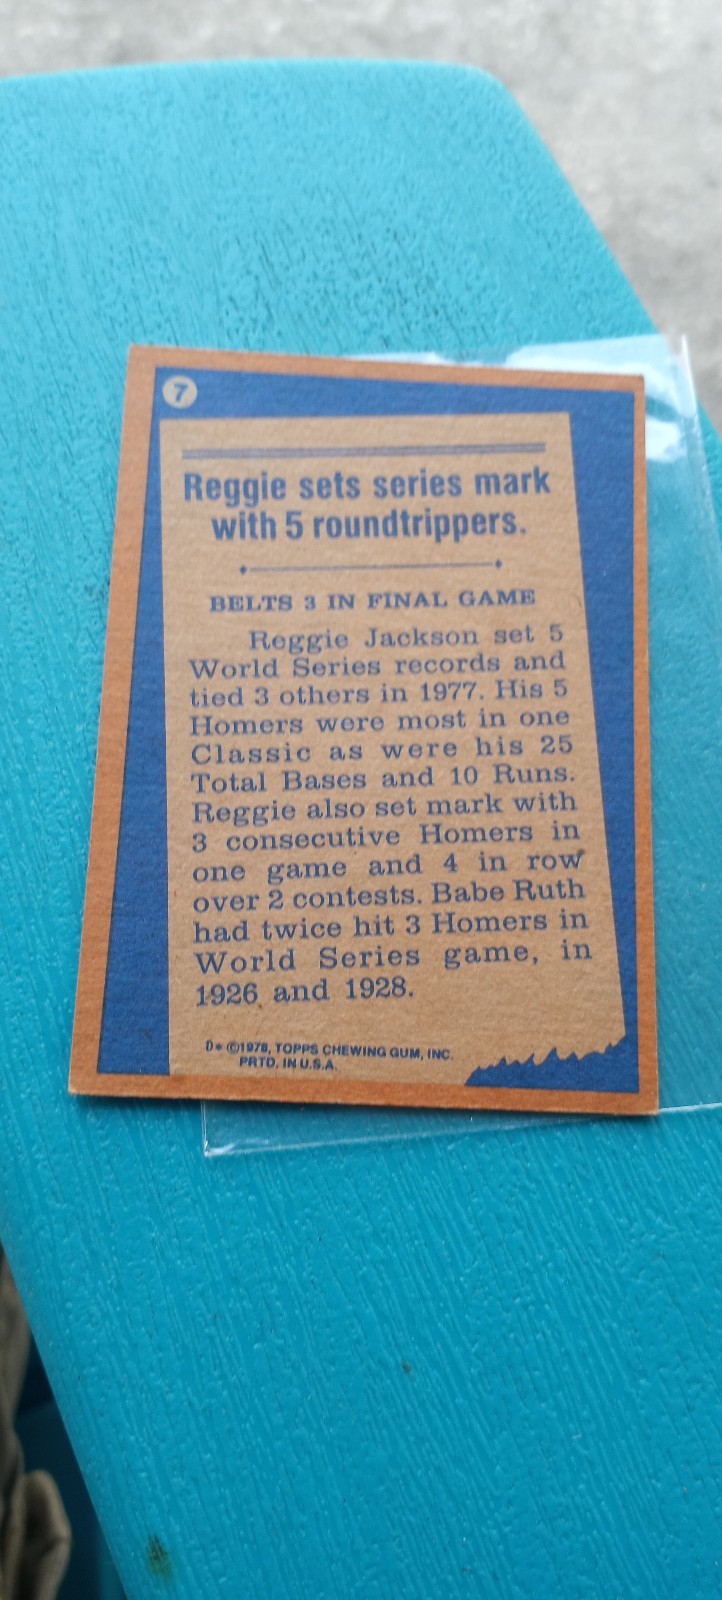 7
Reggie sets series mark
with 5 roundtrippers.
BELTS 3 IN FINAL GAME
Reggie Jackson set 5
World Series records and
tied 3 others in 1977. His 5
Homers were most in one
Classic as were his 25
Total Bases and 10 Runs.
Reggie also set mark with
3 consecutive Homers in
one game and 4 in row
over 2 contests. Babe Ruth
had twice hit 3 Homers in
World Series game, in
1926 and 1928.
D* ©1978, TOPPS CHEWING GUM, INC.
PRTD. IN U.S.A.